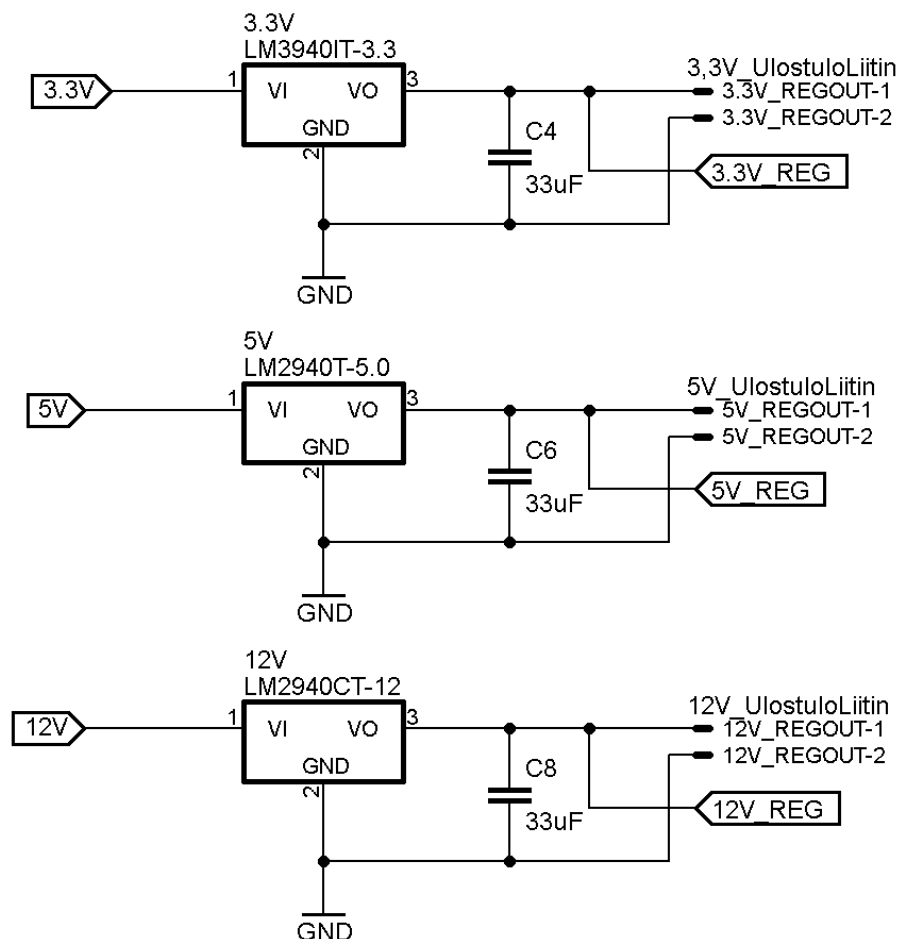 3.3V
LM3940IT-3.3
3.3V
1
VI
VO
3
GND
2
C4
33uF
3,3V_UlostuloLiitin
3.3V_REGOUT-1
3.3V_REGOUT-2
3.3V_REG
GND
5V
LM2940T-5.0
5V
1
VI
VO
3
GND
2
C6
33uF
5V_UlostuloLiitin
5V_REGOUT-1
5V_REGOUT-2
5V_REG
GND
12V
LM2940CT-12
12V
1
VI
VO
3
GND
2
C8
33uF
12V_UlostuloLiitin
12V_REGOUT-1
12V_REGOUT-2
12V_REG
GND